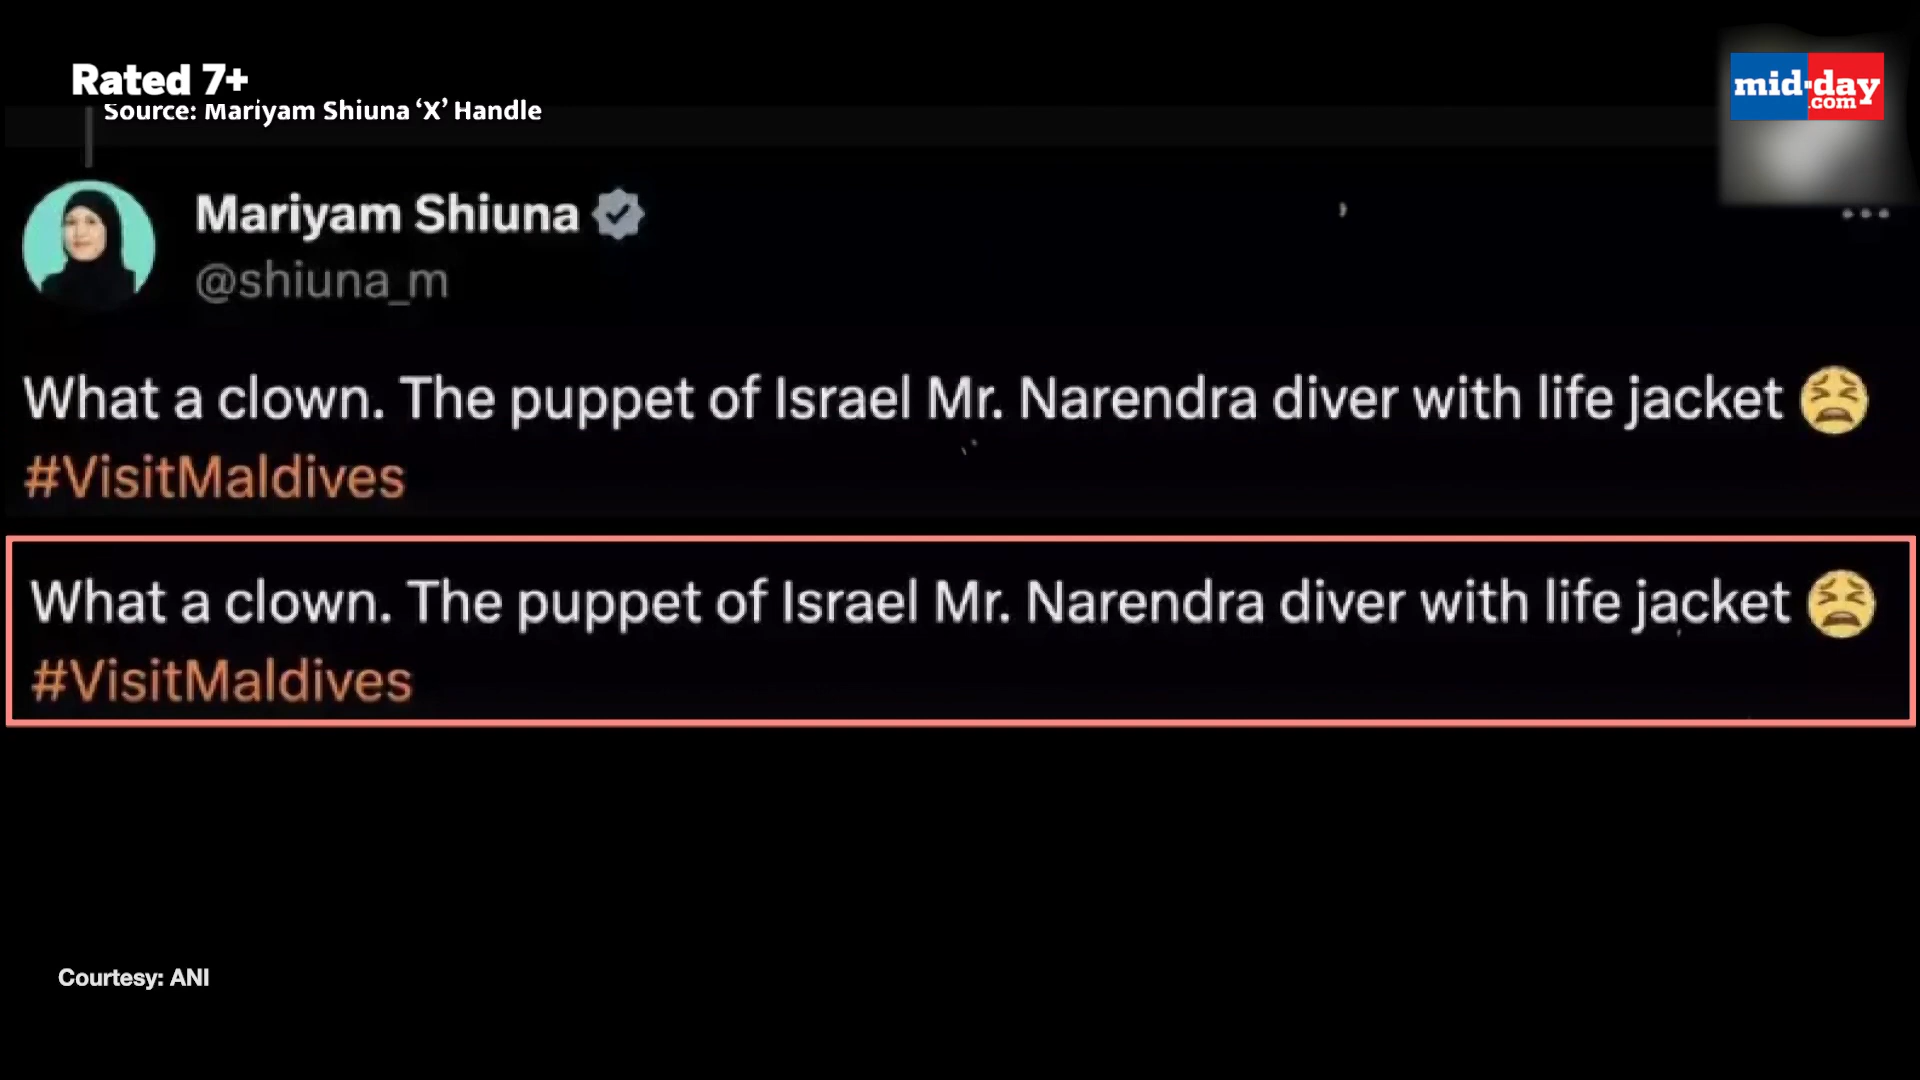 Rated 7+
Source: Mariyam Shiuna ‘X’ Handle
mid-day
.com
Mariyam Shiuna
@shiuna_m
What a clown. The puppet of Israel Mr. Narendra diver with life jacket 😫
#VisitMaldives
What a clown. The puppet of Israel Mr. Narendra diver with life jacket 😫
#VisitMaldives
Courtesy: ANI